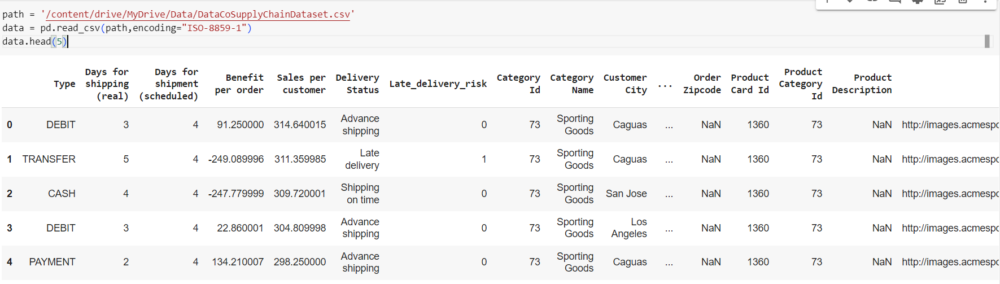 path = '/content/drive/MyDrive/Data/DataCoSupplyChainDataset.csv'
data = pd.read_csv(path,encoding="ISO-8859-1")
data.head(5)
Type Days for shipping (real) Days for shipment (scheduled) Benefit per order Sales per customer Delivery Status Late_delivery_risk Category Id Category Name Customer City ... Order Zipcode Product Card Id Product Category Id Product Description
0 DEBIT 3 4 91.250000 314.640015 Advance shipping 0 73 Sporting Goods Caguas ... NaN 1360 73 NaN http://images.acmespo
1 TRANSFER 5 4 -249.089996 311.359985 Late delivery 1 73 Sporting Goods Caguas ... NaN 1360 73 NaN http://images.acmespo
2 CASH 4 4 -247.779999 309.720001 Shipping on time 0 73 Sporting Goods San Jose ... NaN 1360 73 NaN http://images.acmespo
3 DEBIT 3 4 22.860001 304.809998 Advance shipping 0 73 Sporting Goods Los Angeles ... NaN 1360 73 NaN http://images.acmespo
4 PAYMENT 2 4 134.210007 298.250000 Advance shipping 0 73 Sporting Goods Caguas ... NaN 1360 73 NaN http://images.acmespo